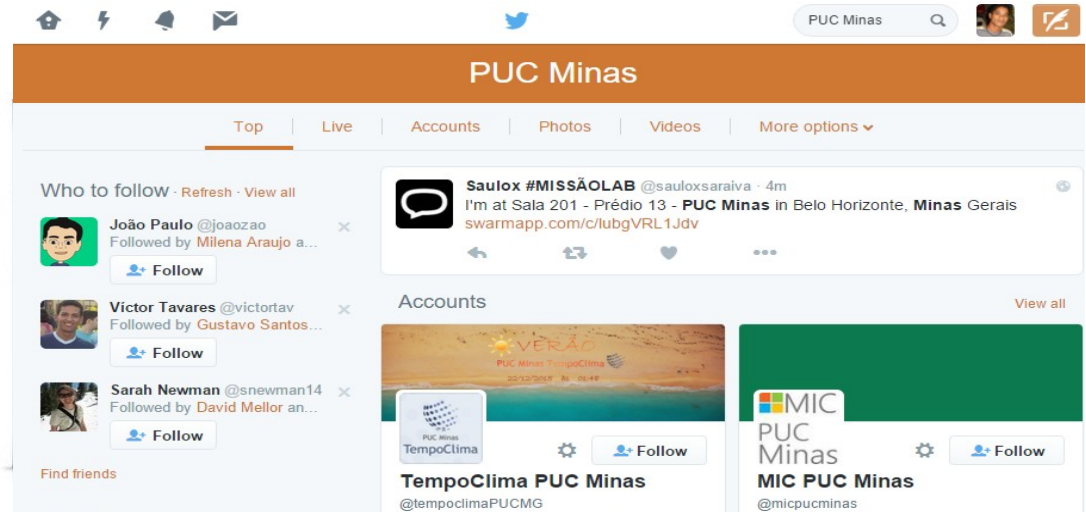 PUC Minas
PUC Minas
Top Live Accounts Photos Videos More options
Who to follow · Refresh · View all
João Paulo @joaozao
Followed by Milena Araujo a...
Follow
Víctor Tavares @victortav
Followed by Gustavo Santos...
Follow
Sarah Newman @snewman14
Followed by David Mellor an...
Follow
Find friends
Saulox #MISSÃOLAB @sauloxsaraiva · 4m
I'm at Sala 201 - Prédio 13 - PUC Minas in Belo Horizonte, Minas Gerais
swarmapp.com/c/lubgVRL1Jdv
Accounts
View all
VERÃO
PUC Minas TempoClima
PUC Minas
TempoClima
Follow
TempoClima PUC Minas
@tempoclimaPUCMG
MIC
PUC
Minas
Follow
MIC PUC Minas
@micpucminas